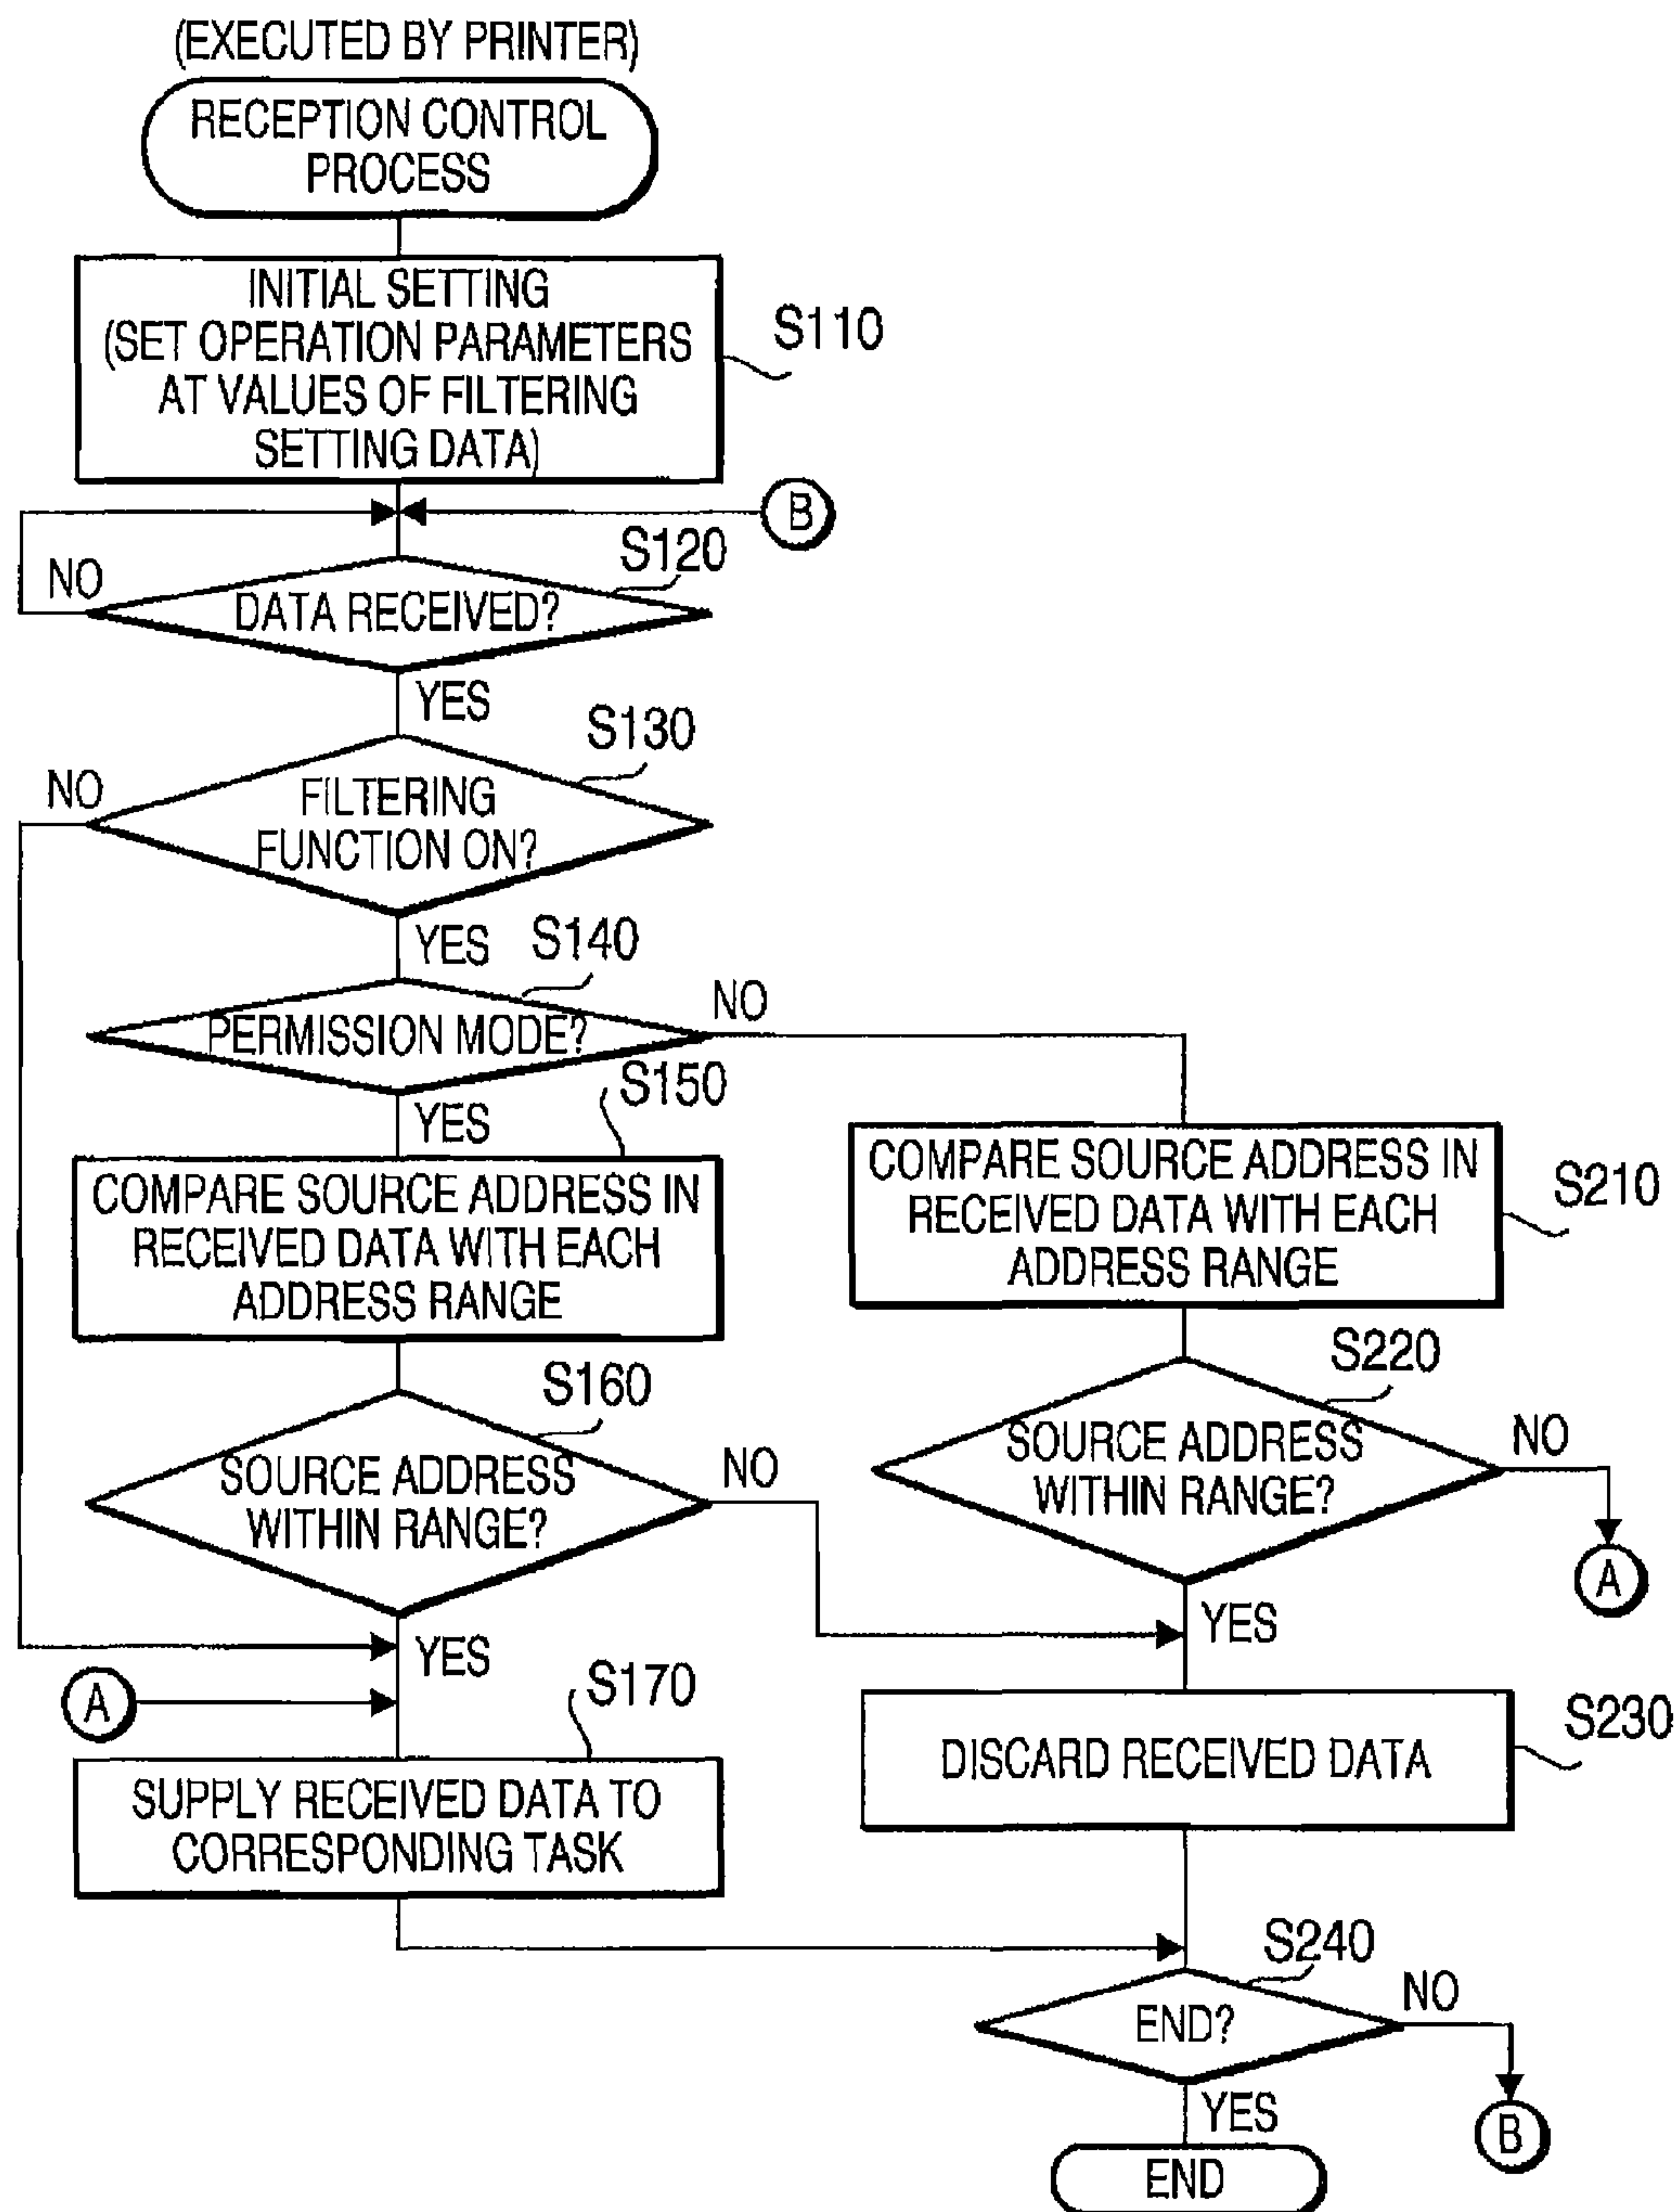 (EXECUTED BY PRINTER)
RECEPTION CONTROL
PROCESS
INITIAL SETTING
(SET OPERATION PARAMETERS
AT VALUES OF FILTERING
SETTING DATA)
S110
B
S120
NO
DATA RECEIVED?
YES
S130
NO
FILTERING
FUNCTION ON?
YES
S140
NO
PERMISSION MODE?
S150
YES
COMPARE SOURCE ADDRESS IN
RECEIVED DATA WITH EACH
ADDRESS RANGE
COMPARE SOURCE ADDRESS IN
RECEIVED DATA WITH EACH
ADDRESS RANGE
S210
S160
SOURCE ADDRESS
WITHIN RANGE?
NO
S220
SOURCE ADDRESS
WITHIN RANGE?
NO
A
YES
YES
A
S170
SUPPLY RECEIVED DATA TO
CORRESPONDING TASK
DISCARD RECEIVED DATA
S230
S240
END?
NO
B
YES
END